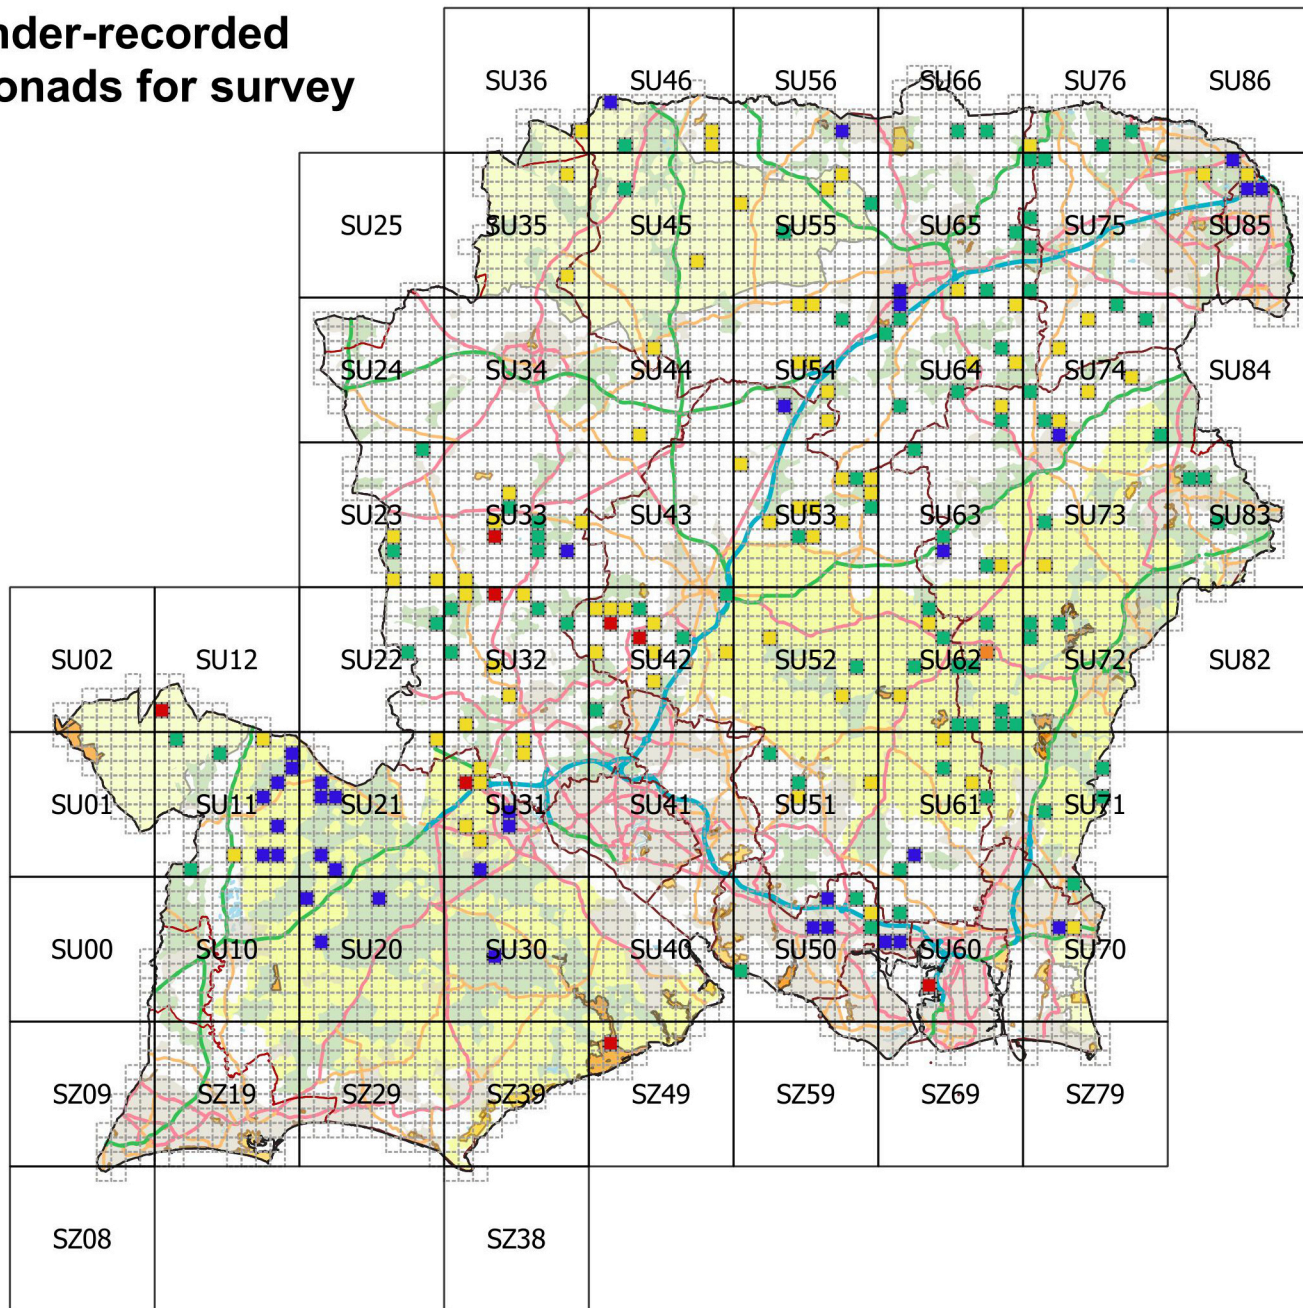 nder-recorded
onads for survey
SU36 SU46 SU56 SU66 SU76 SU86
SU25 SU35 SU45 SU55 SU65 SU75 SU85
SU24 SU34 SU44 SU54 SU64 SU74 SU84
SU23 SU33 SU43 SU53 SU63 SU73 SU83
SU02 SU12 SU22 SU32 SU42 SU52 SU62 SU72 SU82
SU01 SU11 SU21 SU31 SU41 SU51 SU61 SU71
SU00 SU10 SU20 SU30 SU40 SU50 SU60 SU70
SZ09 SZ19 SZ29 SZ39 SZ49 SZ59 SZ69 SZ79
SZ08 SZ38